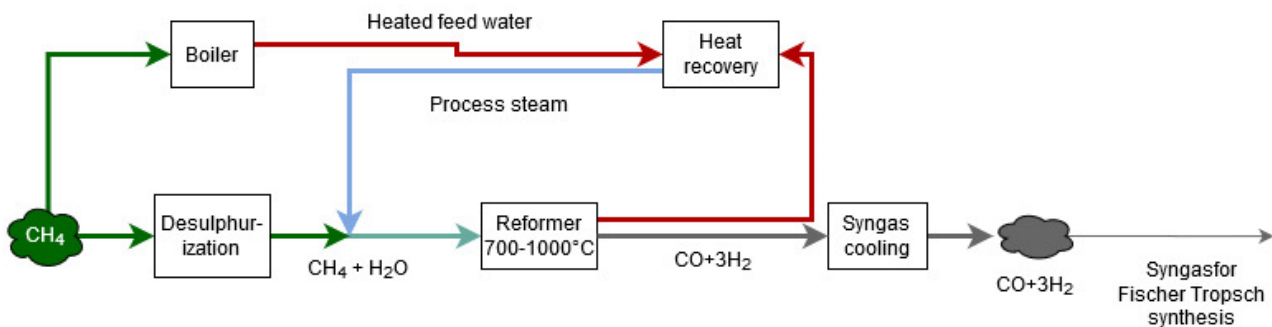 Heated feed water
Boiler
Heat
recovery
Process steam
CH₄
Desulphur-
ization
CH₄ + H₂O
Reformer
700-1000°C
CO+3H₂
Syngas
cooling
CO+3H₂
Syngasfor
Fischer Tropsch
synthesis